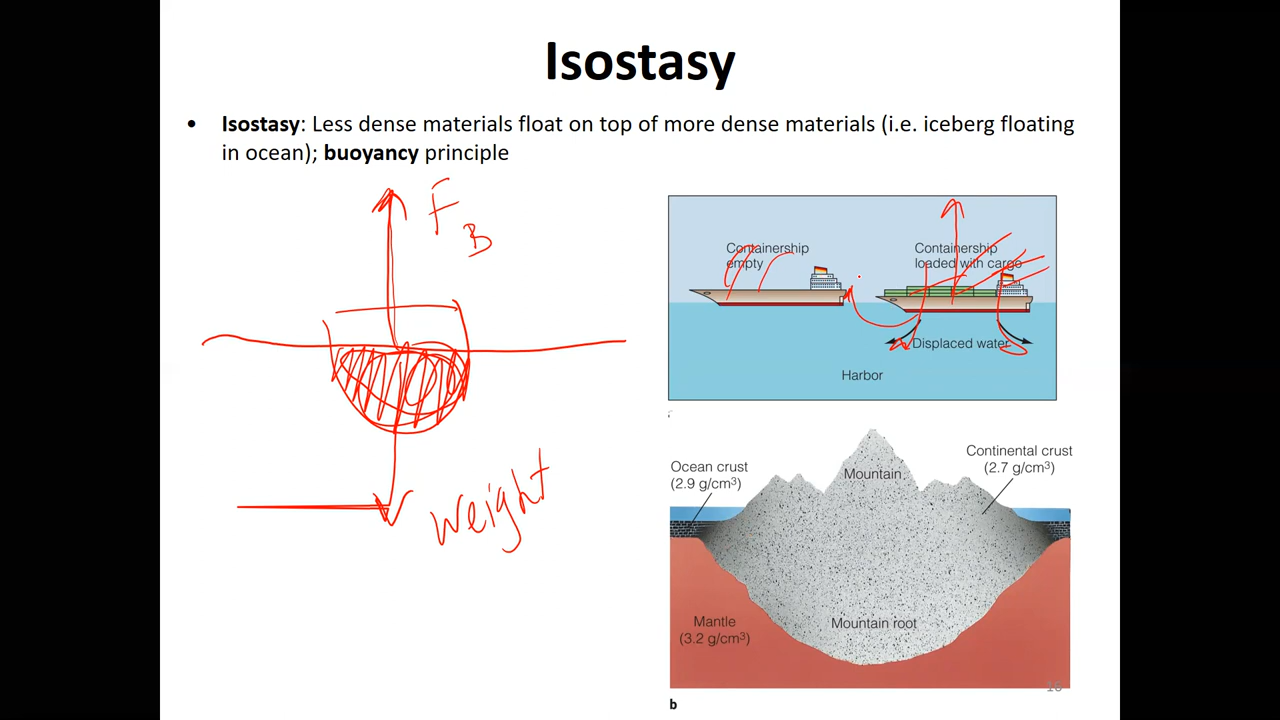 Isostasy
• Isostasy: Less dense materials float on top of more dense materials (i.e. iceberg floating
in ocean); buoyancy principle
F
B
weight
Containership
empty
Containership
loaded with cargo
Displaced water
Harbor
Ocean crust
(2.9 g/cm³)
Mountain
Continental crust
(2.7 g/cm³)
Mantle
(3.2 g/cm³)
Mountain root
16
b